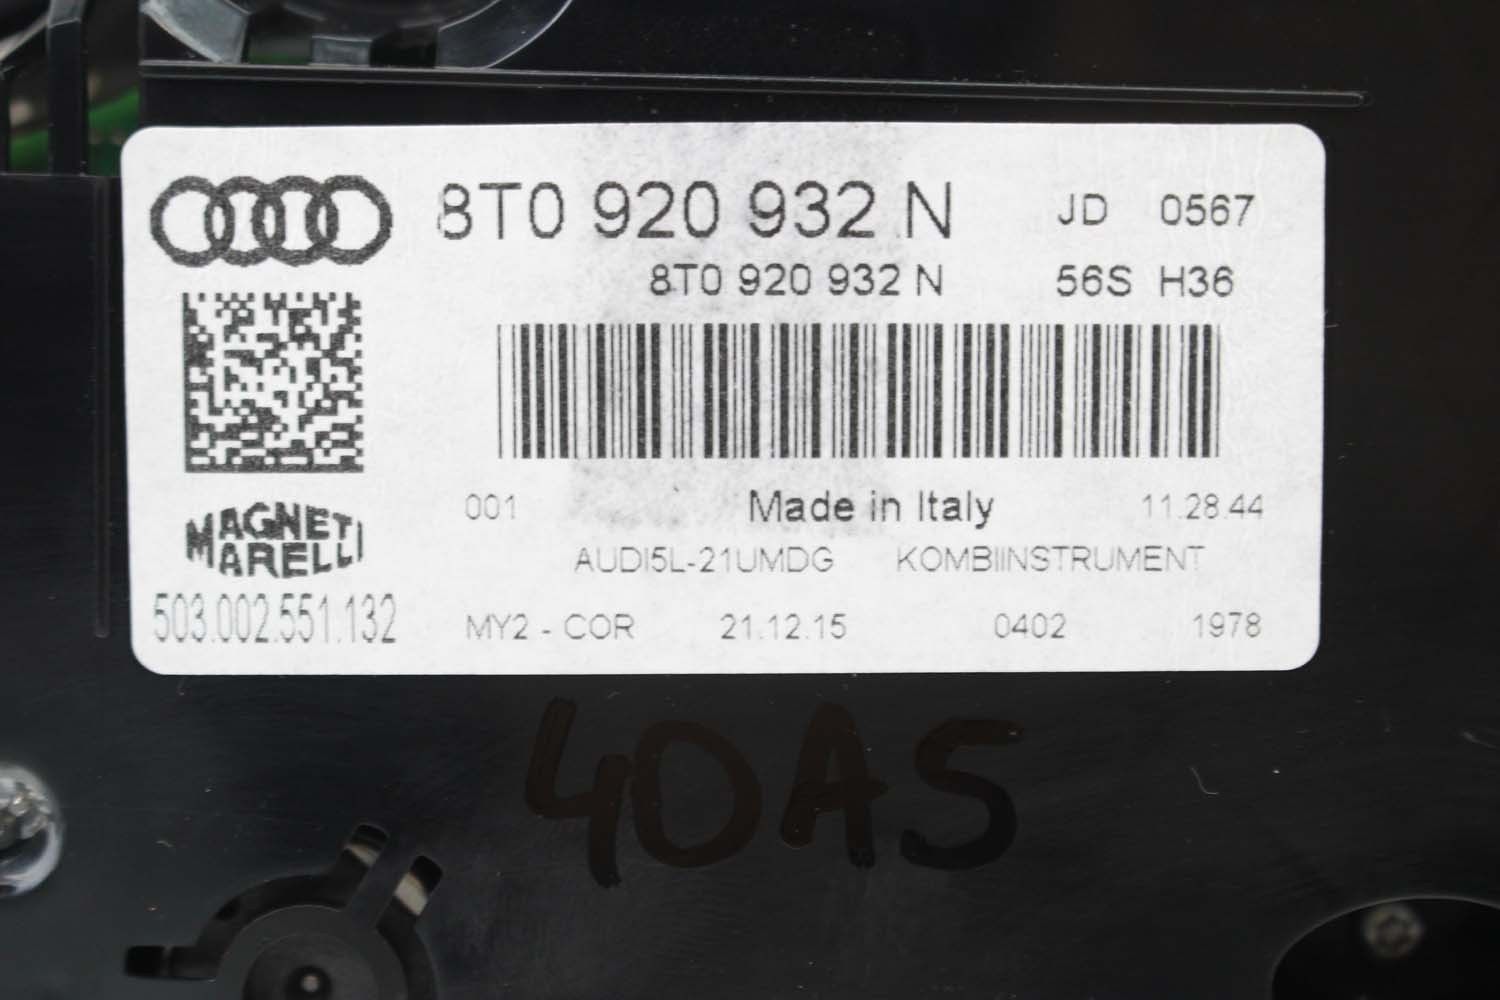 8T0 920 932 N JD 0567
8T0 920 932 N 56S H36
001 Made in Italy 11.28.44
MAGNETI
MARELLI
AUDI5L-21UMDG KOMBIINSTRUMENT
503.002.551.132
MY2 - COR 21.12.15 0402 1978
40AS